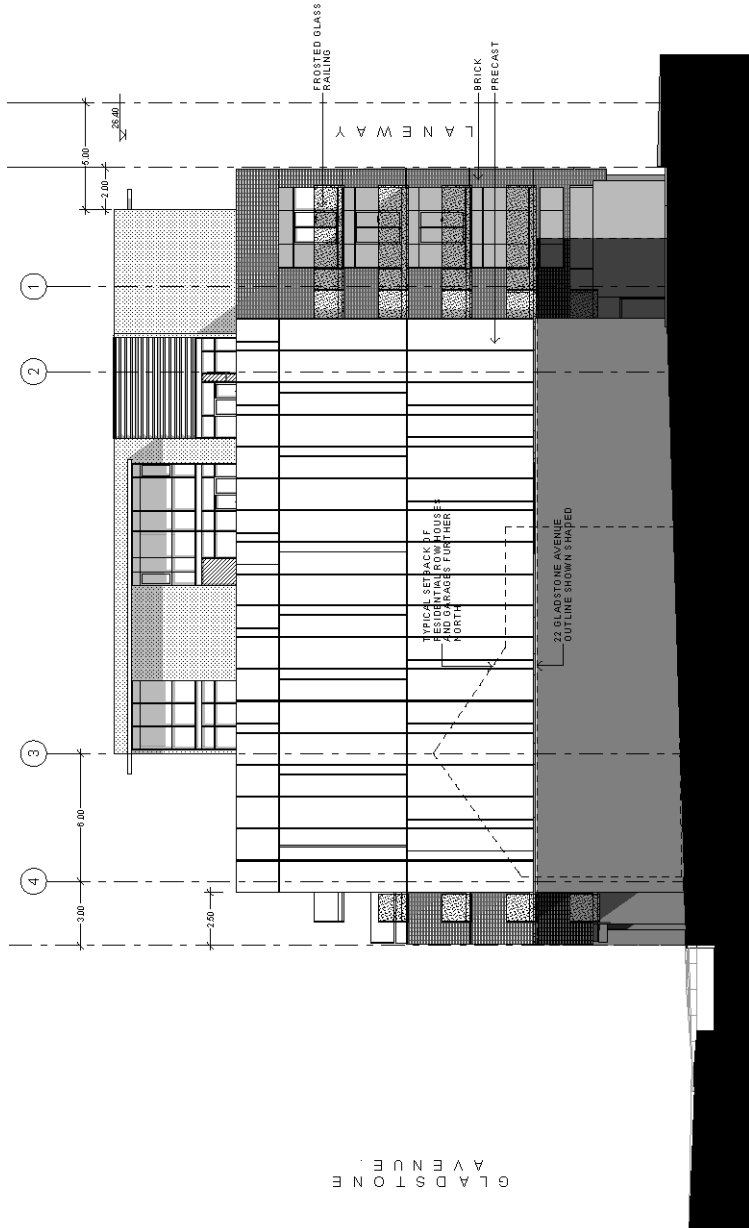 26.40
5.00
2.00
1
2
3
4
6.00
3.00
2.50
FROSTED GLASS
RAILING
BRICK
PRECAST
LANEWAY
TYPICAL SETBACK OF
RESIDENTIAL ROW HOUSES
AND GARAGES FURTHER
NORTH
22 GLADSTONE AVENUE
OUTLINE SHOWN SHADED
GLADSTONE
AVENUE.